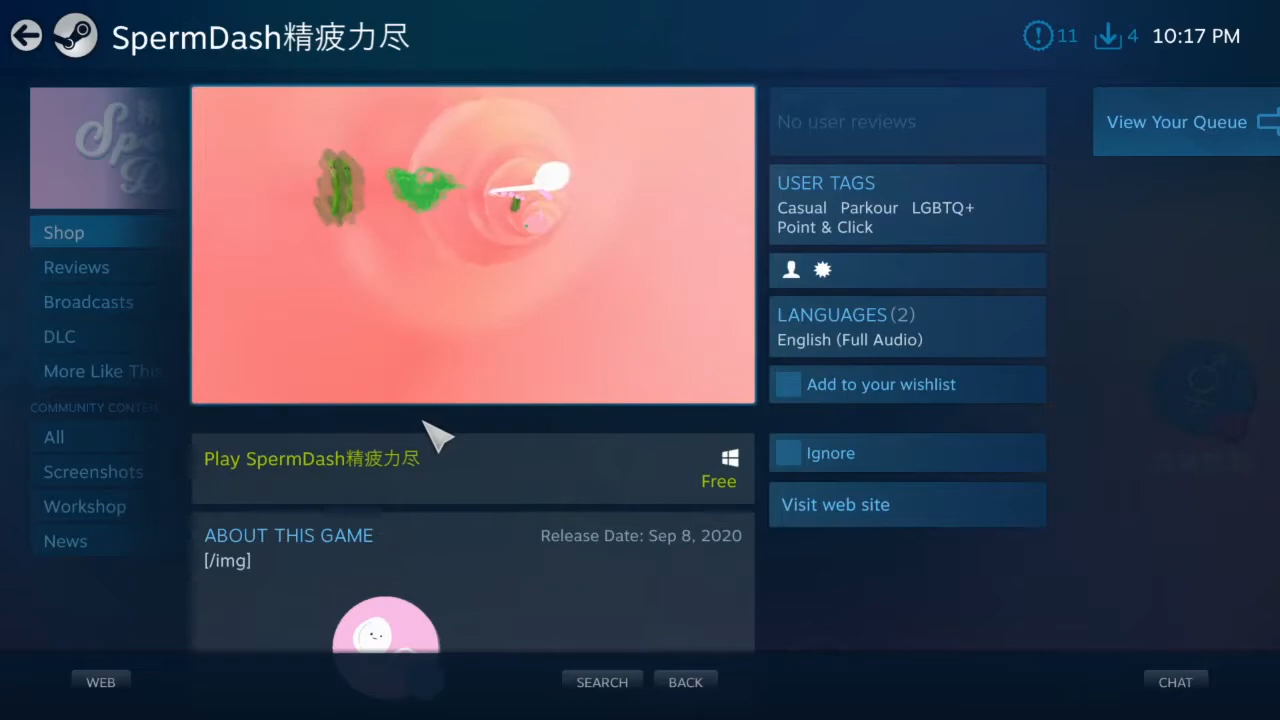 SpermDash精疲力尽
11
4
10:17 PM
Shop
Reviews
Broadcasts
DLC
More Like This
COMMUNITY CONTEN
All
Screenshots
Workshop
News
Play SpermDash精疲力尽
Free
ABOUT THIS GAME
Release Date: Sep 8, 2020
[/img]
No user reviews
USER TAGS
Casual Parkour LGBTQ+
Point & Click
LANGUAGES (2)
English (Full Audio)
Add to your wishlist
Ignore
Visit web site
View Your Queue
WEB
SEARCH
BACK
CHAT